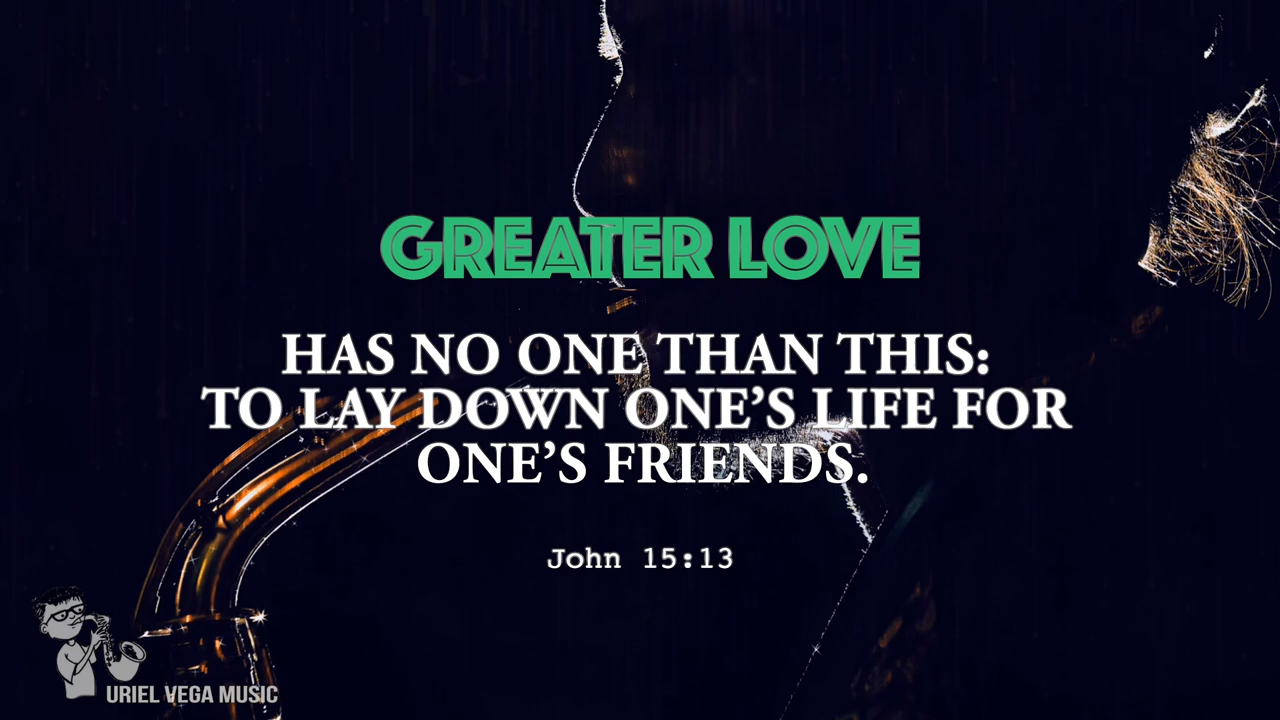 GREATER LOVE
HAS NO ONE THAN THIS:
TO LAY DOWN ONE’S LIFE FOR
ONE’S FRIENDS.
John 15:13
URIEL VEGA MUSIC